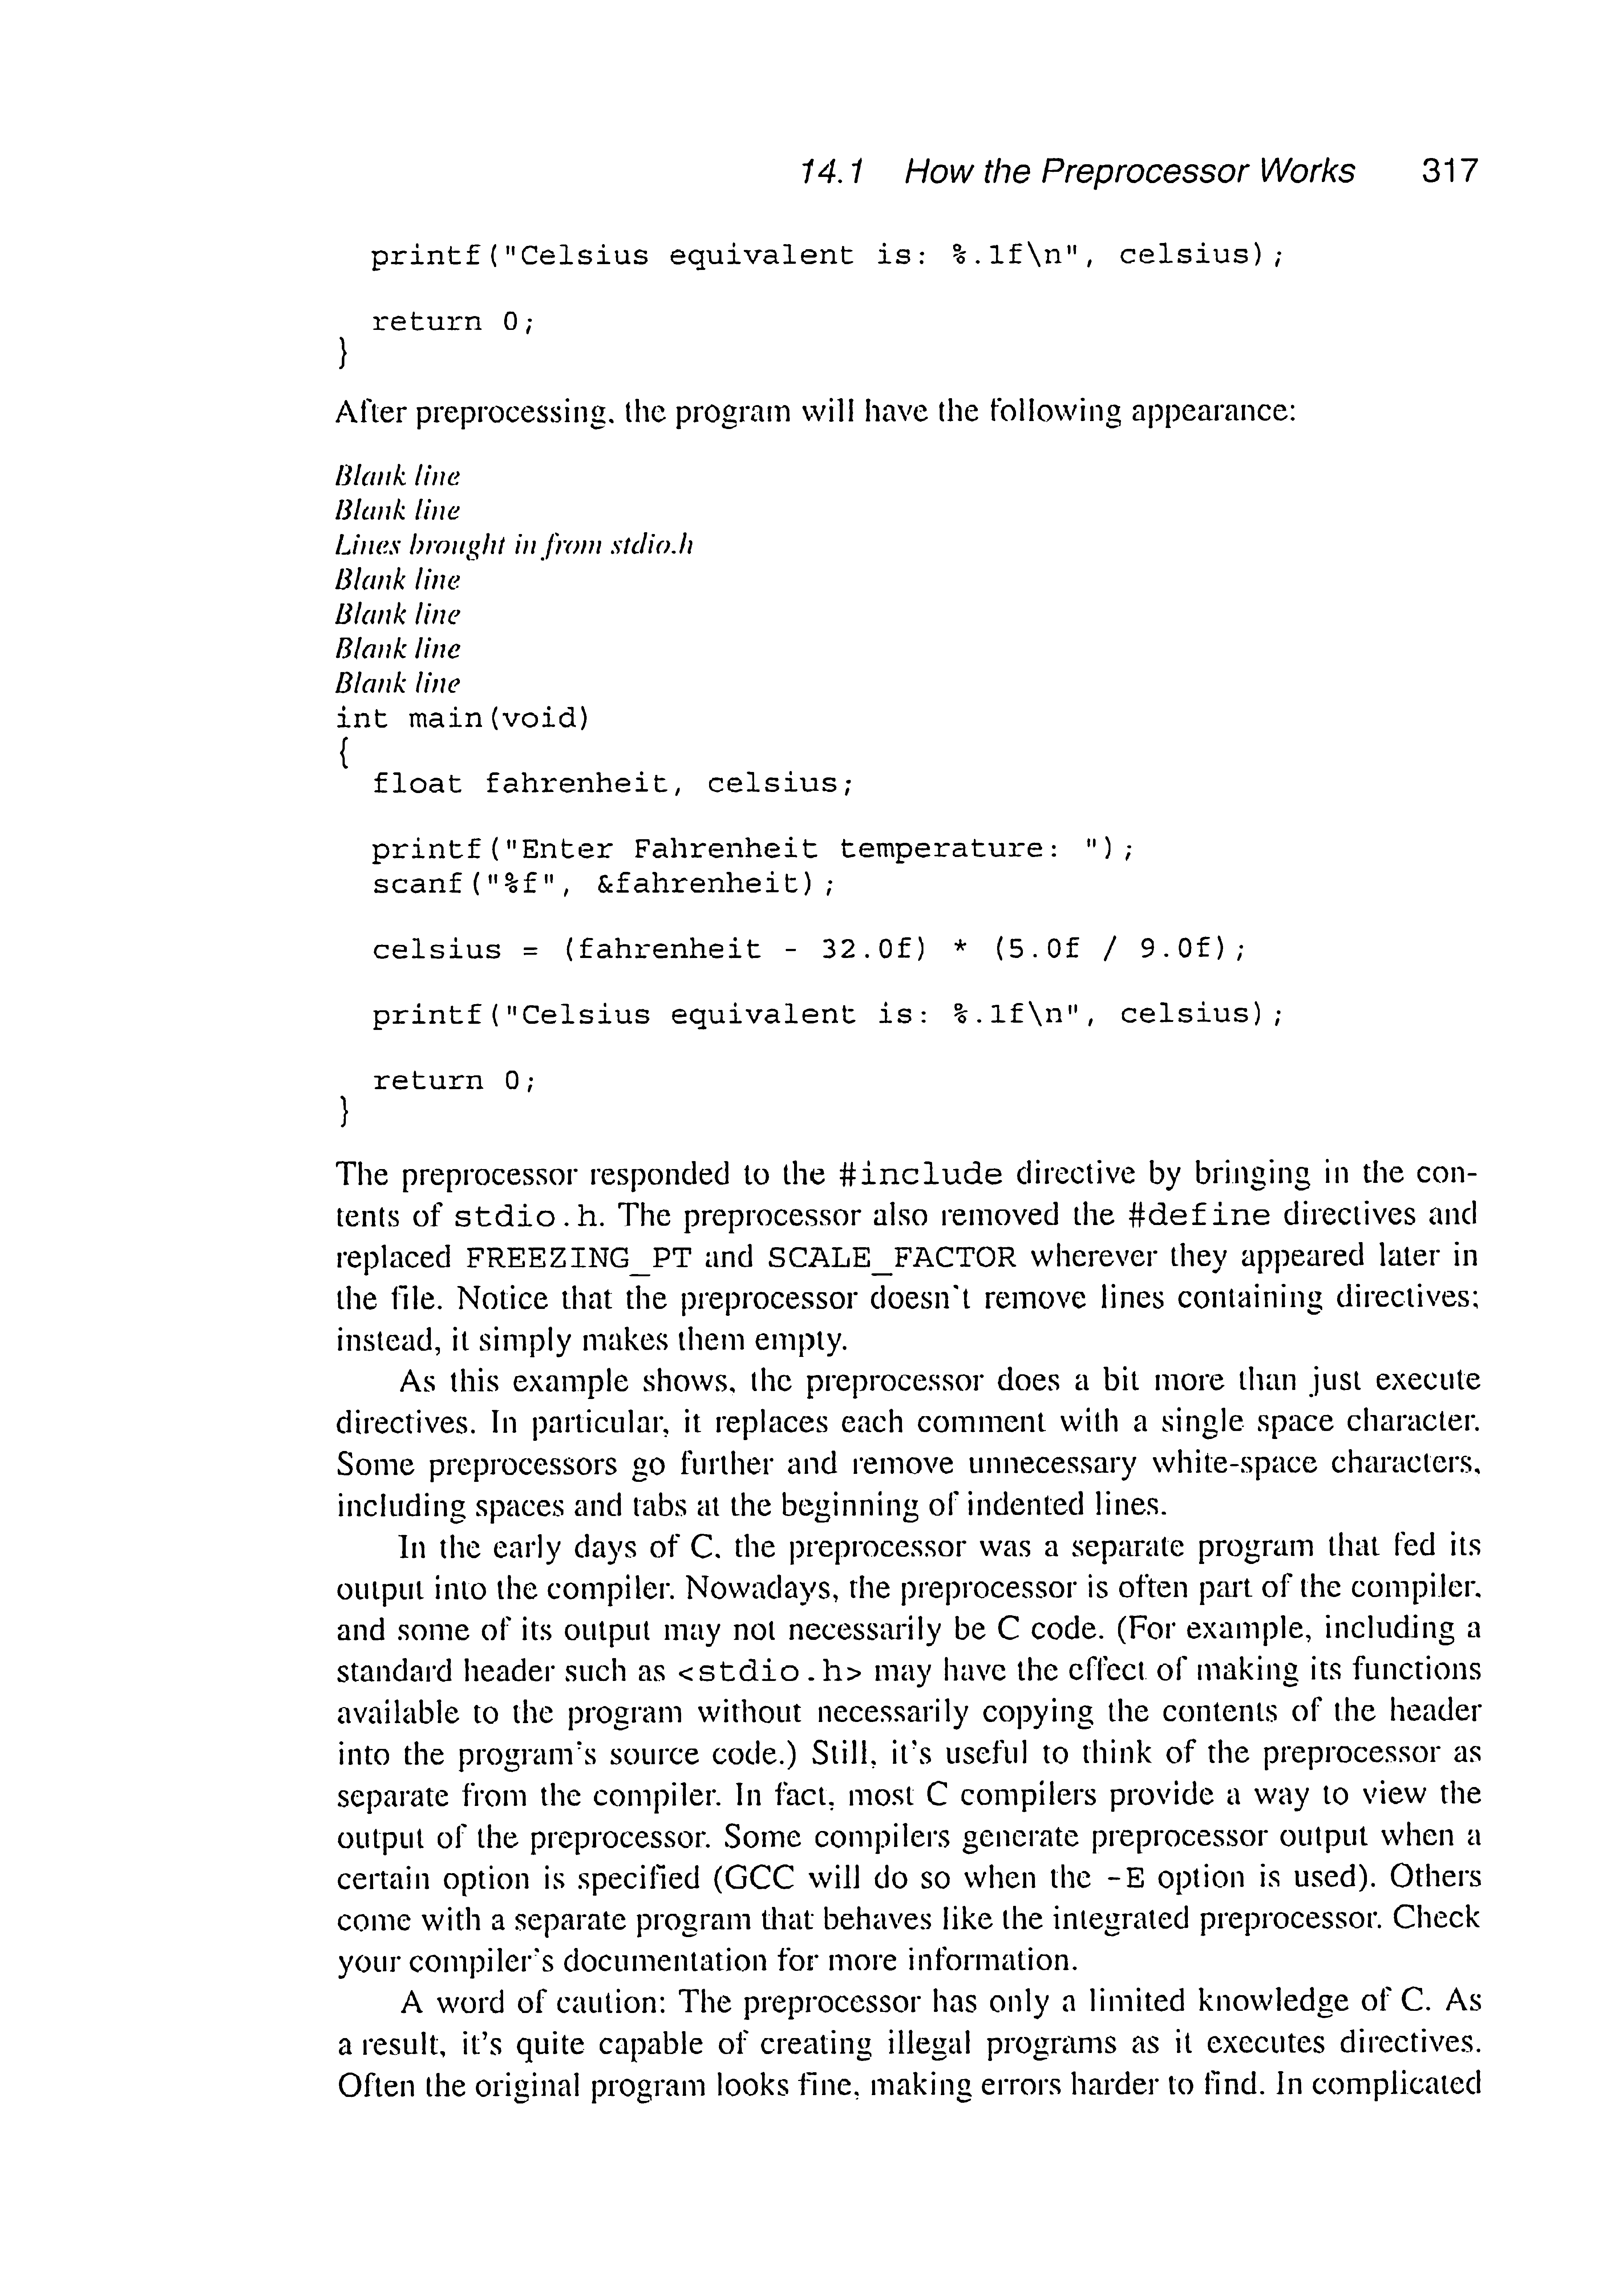 14.1 How the Preprocessor Works 317
printf("Celsius equivalent is: %.1f\n", celsius);
return 0;
}
After preprocessing, the program will have the following appearance:
Blank line
Blank line
Lines brought in from stdio.h
Blank line
Blank line
Blank line
Blank line
int main(void)
{
float fahrenheit, celsius;
printf("Enter Fahrenheit temperature: ");
scanf("%f", &fahrenheit);
celsius = (fahrenheit - 32.0f) * (5.0f / 9.0f);
printf("Celsius equivalent is: %.1f\n", celsius);
return 0;
}
The preprocessor responded to the #include directive by bringing in the con-
tents of stdio.h. The preprocessor also removed the #define directives and
replaced FREEZING_PT and SCALE_FACTOR wherever they appeared later in
the file. Notice that the preprocessor doesn't remove lines containing directives;
instead, it simply makes them empty.
As this example shows, the preprocessor does a bit more than just execute
directives. In particular, it replaces each comment with a single space character.
Some preprocessors go further and remove unnecessary white-space characters,
including spaces and tabs at the beginning of indented lines.
In the early days of C, the preprocessor was a separate program that fed its
output into the compiler. Nowadays, the preprocessor is often part of the compiler,
and some of its output may not necessarily be C code. (For example, including a
standard header such as <stdio.h> may have the effect of making its functions
available to the program without necessarily copying the contents of the header
into the program's source code.) Still, it's useful to think of the preprocessor as
separate from the compiler. In fact, most C compilers provide a way to view the
output of the preprocessor. Some compilers generate preprocessor output when a
certain option is specified (GCC will do so when the -E option is used). Others
come with a separate program that behaves like the integrated preprocessor. Check
your compiler's documentation for more information.
A word of caution: The preprocessor has only a limited knowledge of C. As
a result, it's quite capable of creating illegal programs as it executes directives.
Often the original program looks fine, making errors harder to find. In complicated